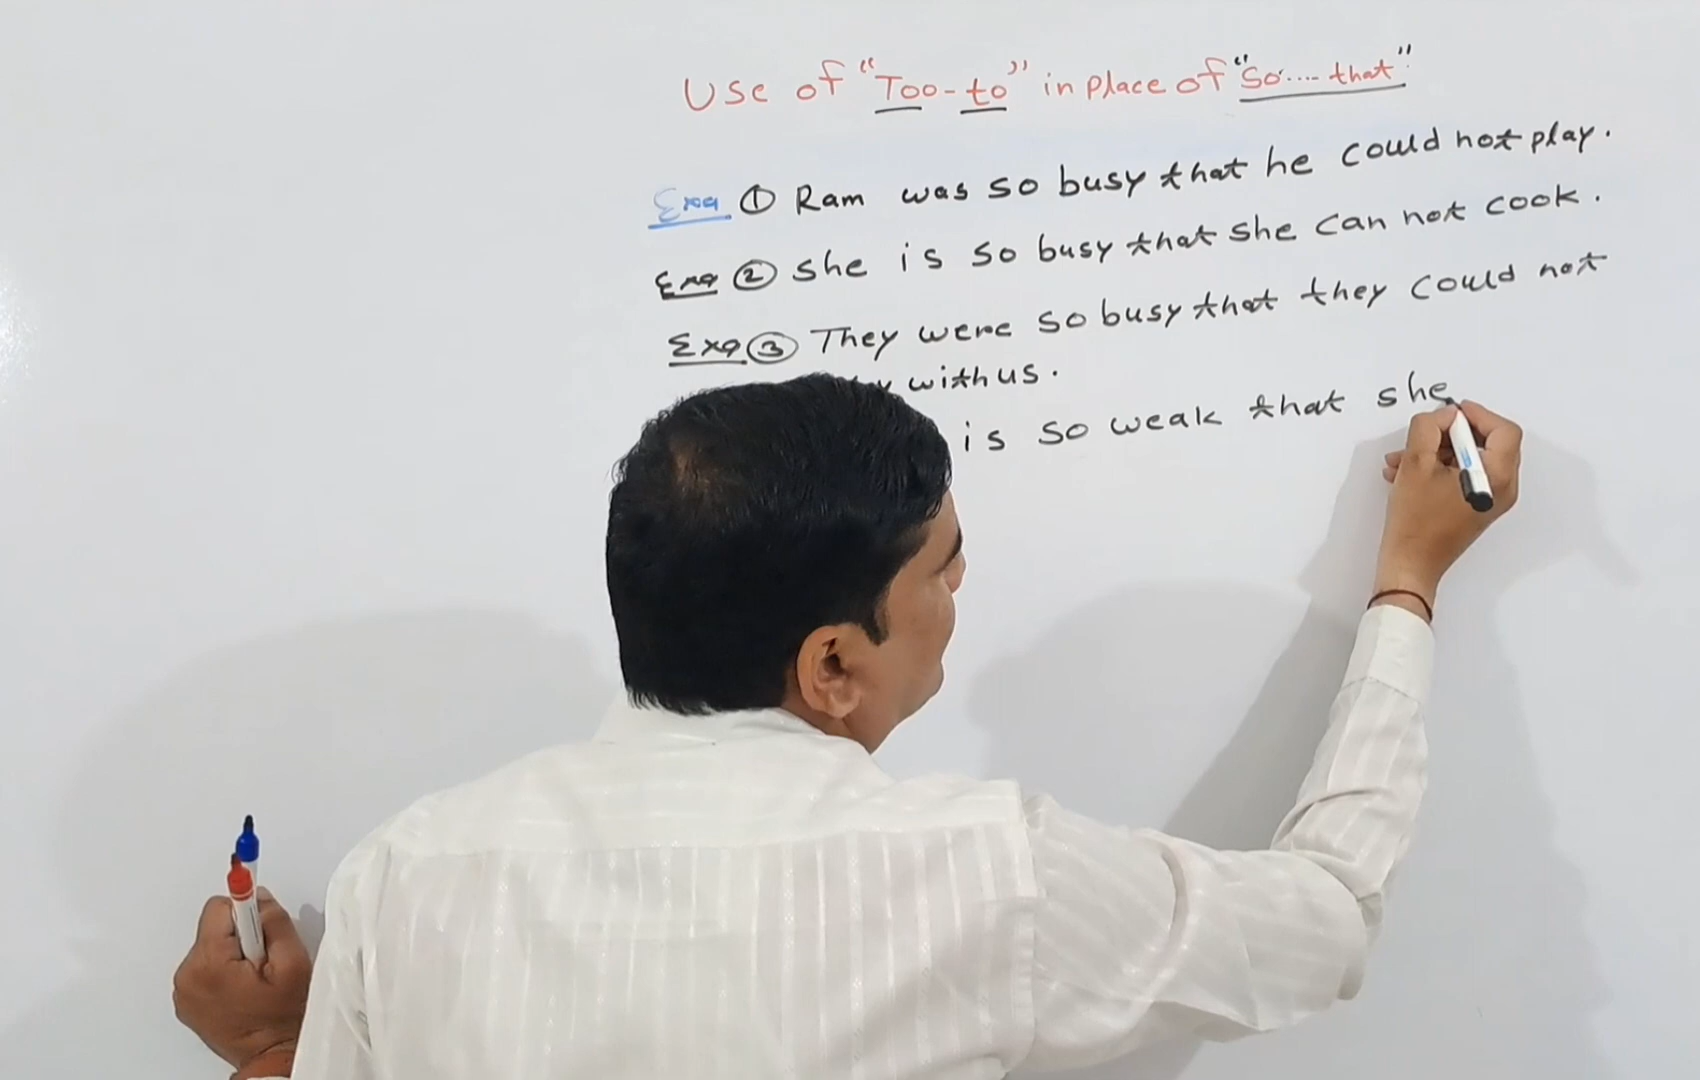 Use of "Too-to" in place of "So.... that"
Exa ① Ram was so busy that he could not play.
Exa ② she is so busy that she can not cook.
Exa ③ They were so busy that they could not
with us.
is so weak that she